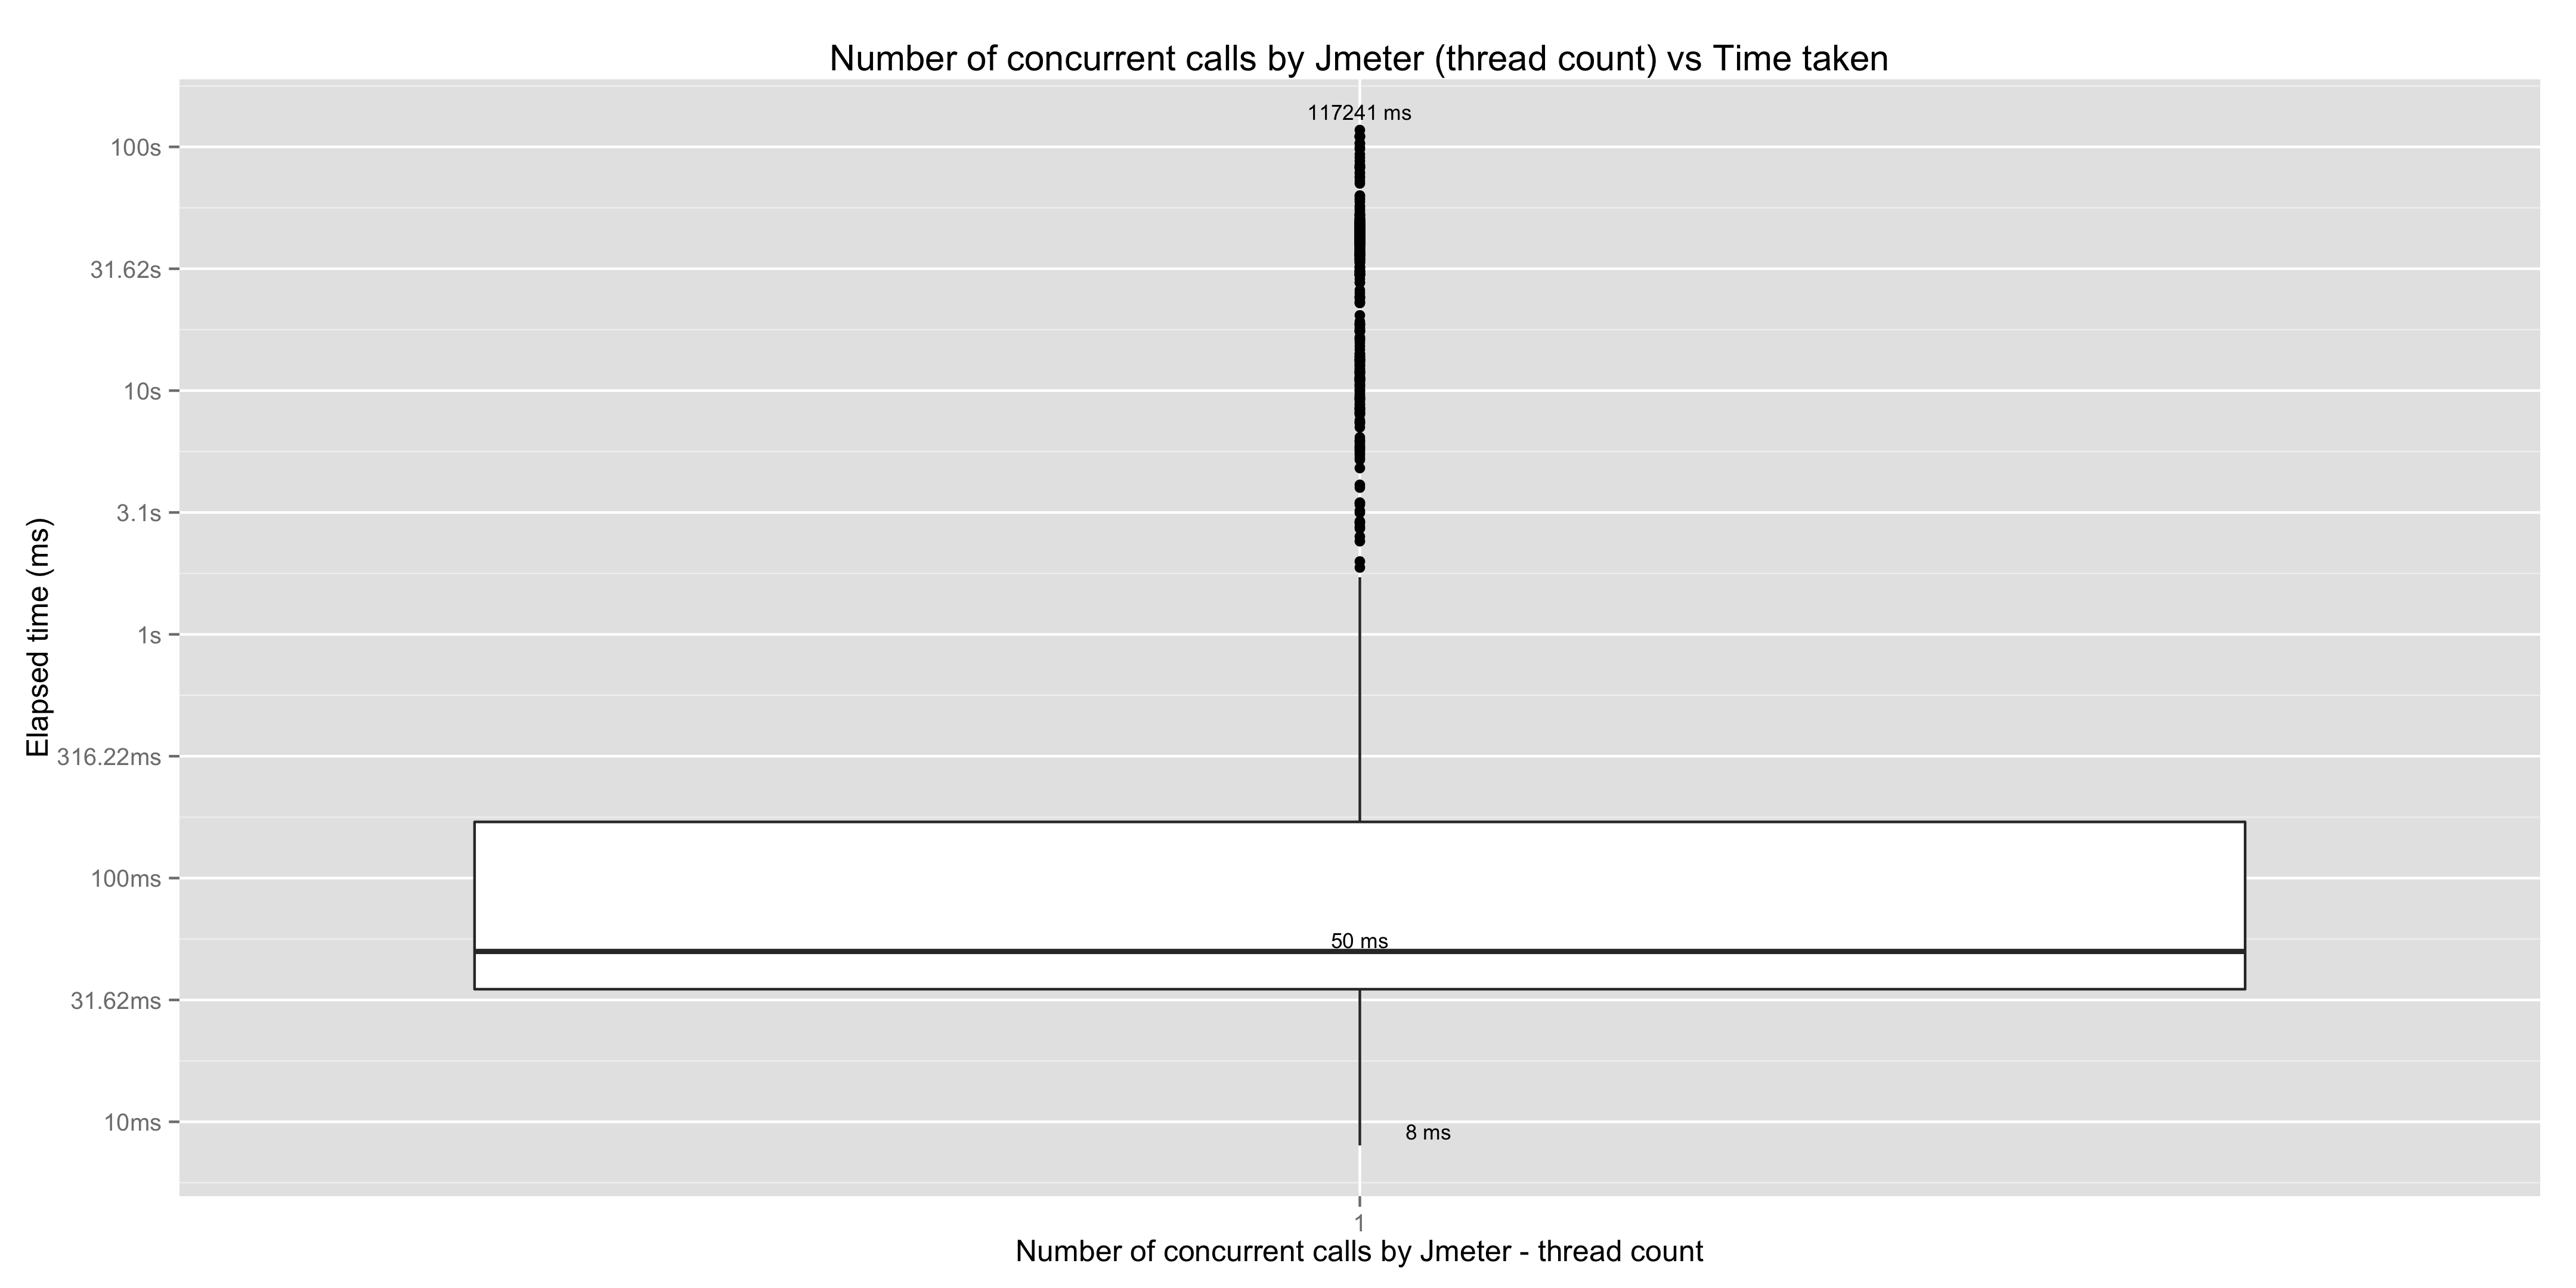 Number of concurrent calls by Jmeter (thread count) vs Time taken
117241 ms
100s
31.62s
10s
3.1s
1s
316.22ms
100ms
50 ms
31.62ms
10ms
8 ms
Elapsed time (ms)
1
Number of concurrent calls by Jmeter - thread count